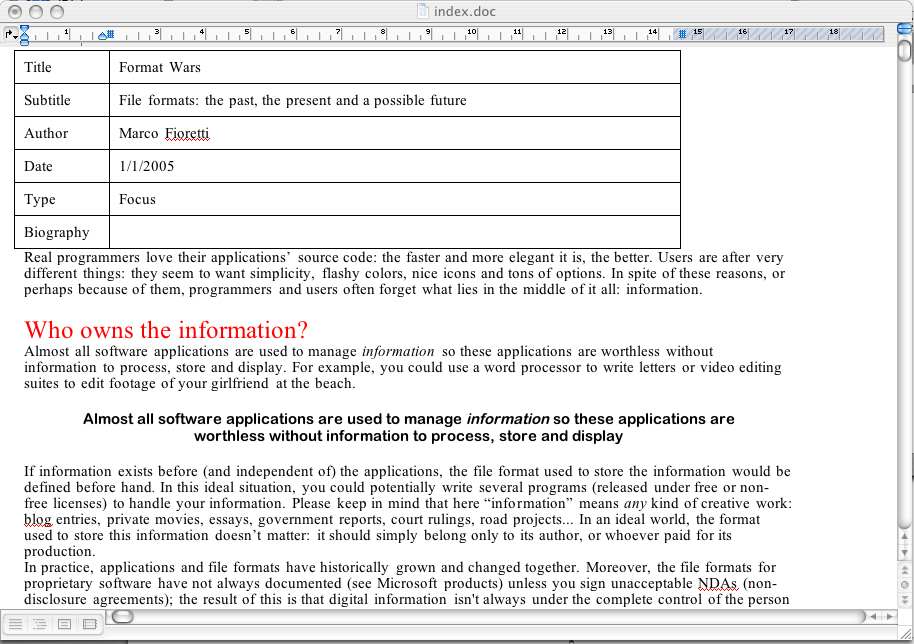 index.doc
1 3 4 5 6 7 8 9 10 11 12 13 14 15 16 17 18
Title Format Wars
Subtitle File formats: the past, the present and a possible future
Author Marco Fioretti
Date 1/1/2005
Type Focus
Biography
Real programmers love their applications’ source code: the faster and more elegant it is, the better. Users are after very
different things: they seem to want simplicity, flashy colors, nice icons and tons of options. In spite of these reasons, or
perhaps because of them, programmers and users often forget what lies in the middle of it all: information.
Who owns the information?
Almost all software applications are used to manage information so these applications are worthless without
information to process, store and display. For example, you could use a word processor to write letters or video editing
suites to edit footage of your girlfriend at the beach.
Almost all software applications are used to manage information so these applications are
worthless without information to process, store and display
If information exists before (and independent of) the applications, the file format used to store the information would be
defined before hand. In this ideal situation, you could potentially write several programs (released under free or non-
free licenses) to handle your information. Please keep in mind that here “information” means any kind of creative work:
blog entries, private movies, essays, government reports, court rulings, road projects... In an ideal world, the format
used to store this information doesn’t matter: it should simply belong only to its author, or whoever paid for its
production.
In practice, applications and file formats have historically grown and changed together. Moreover, the file formats for
proprietary software have not always documented (see Microsoft products) unless you sign unacceptable NDAs (non-
disclosure agreements); the result of this is that digital information isn't always under the complete control of the person